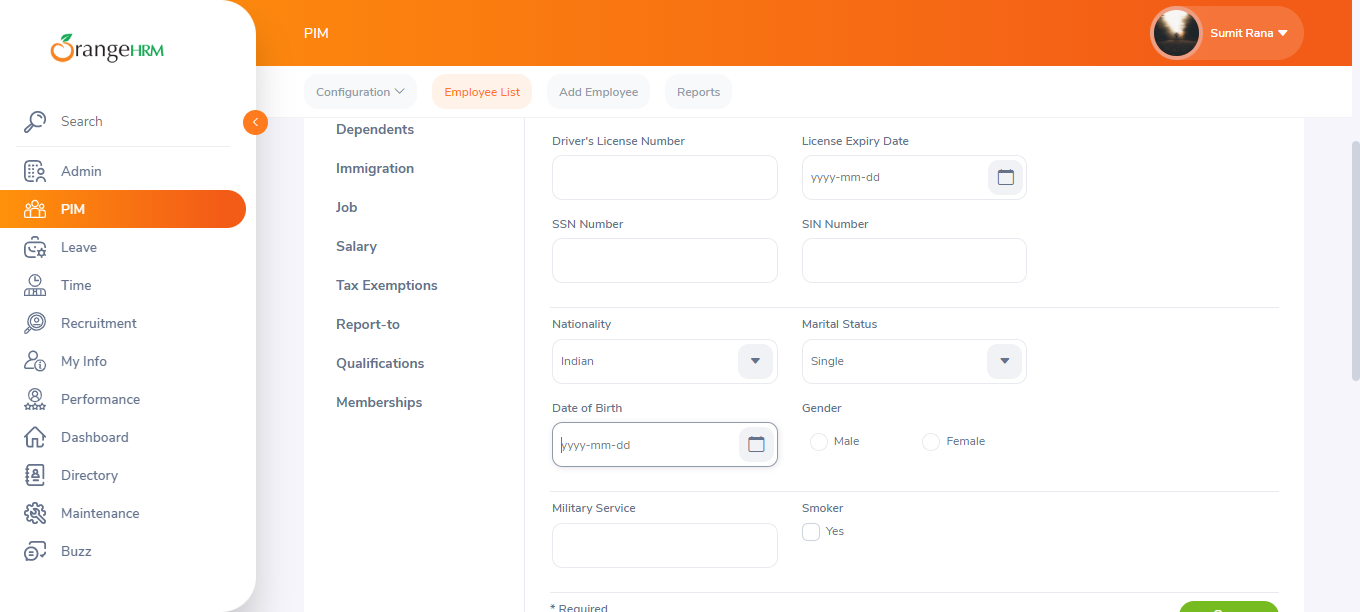 OrangeHRM
Search
Admin
PIM
Leave
Time
Recruitment
My Info
Performance
Dashboard
Directory
Maintenance
Buzz
PIM
Sumit Rana
Configuration
Employee List
Add Employee
Reports
Dependents
Immigration
Job
Salary
Tax Exemptions
Report-to
Qualifications
Memberships
Driver's License Number
License Expiry Date
yyyy-mm-dd
SSN Number
SIN Number
Nationality
Marital Status
Indian
Single
Date of Birth
Gender
yyyy-mm-dd
Male
Female
Military Service
Smoker
Yes
* Required